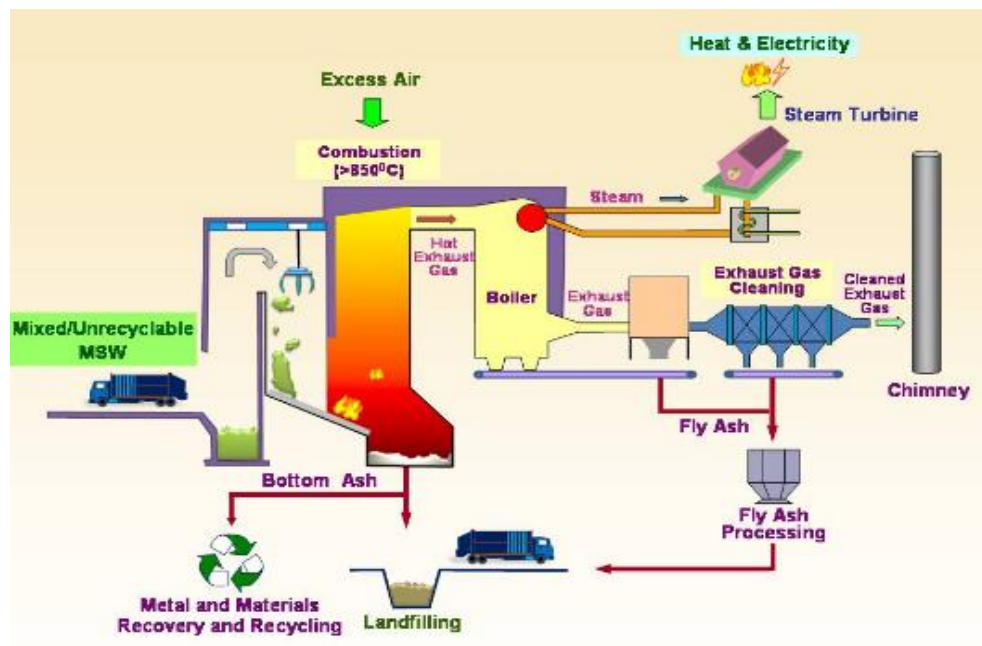 Heat & Electricity
Excess Air
Steam Turbine
Combustion
(>850⁰C)
Steam
Hot
Exhaust
Gas
Exhaust Gas
Cleaning
Cleaned
Exhaust
Gas
Boiler
Exhaust
Gas
Mixed/Unrecyclable
MSW
Chimney
Fly Ash
Bottom Ash
Fly Ash
Processing
Metal and Materials
Recovery and Recycling
Landfilling